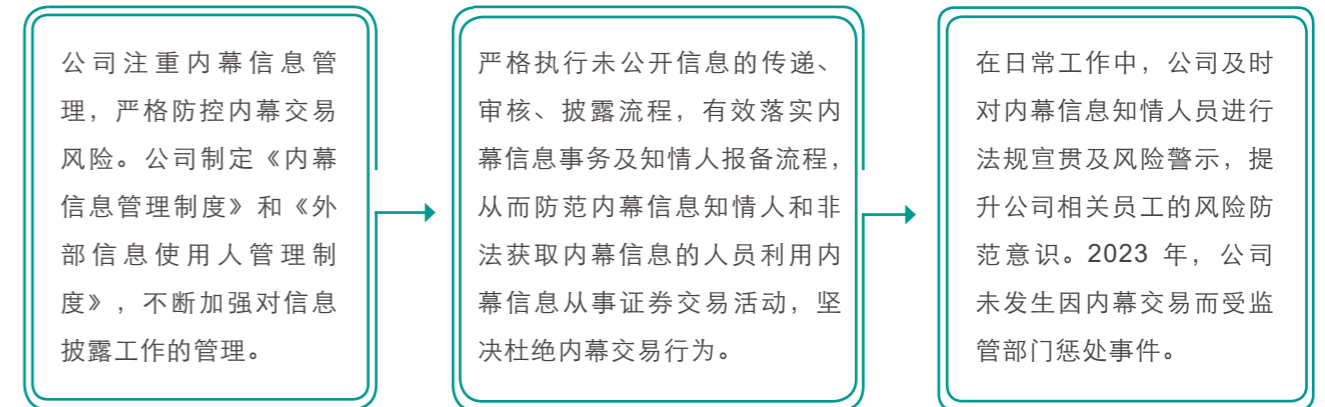 公司注重内幕信息管
理，严格防控内幕交易
风险。公司制定《内幕
信息管理制度》和《外
部信息使用人管理制
度》，不断加强对信息
披露工作的管理。
严格执行未公开信息的传递、
审核、披露流程，有效落实内
幕信息事务及知情人报备流程，
从而防范内幕信息知情人和非
法获取内幕信息的人员利用内
幕信息从事证券交易活动，坚
决杜绝内幕交易行为。
在日常工作中，公司及时
对内幕信息知情人员进行
法规宣贯及风险警示，提
升公司相关员工的风险防
范意识。2023 年，公司
未发生因内幕交易而受监
管部门惩处事件。